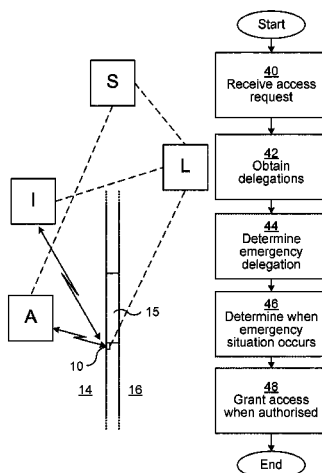 S
L
I
A
15
10
14
16
Start
40
Receive access
request
42
Obtain
delegations
44
Determine
emergency
delegation
46
Determine when
emergency
situation occurs
48
Grant access
when authorised
End